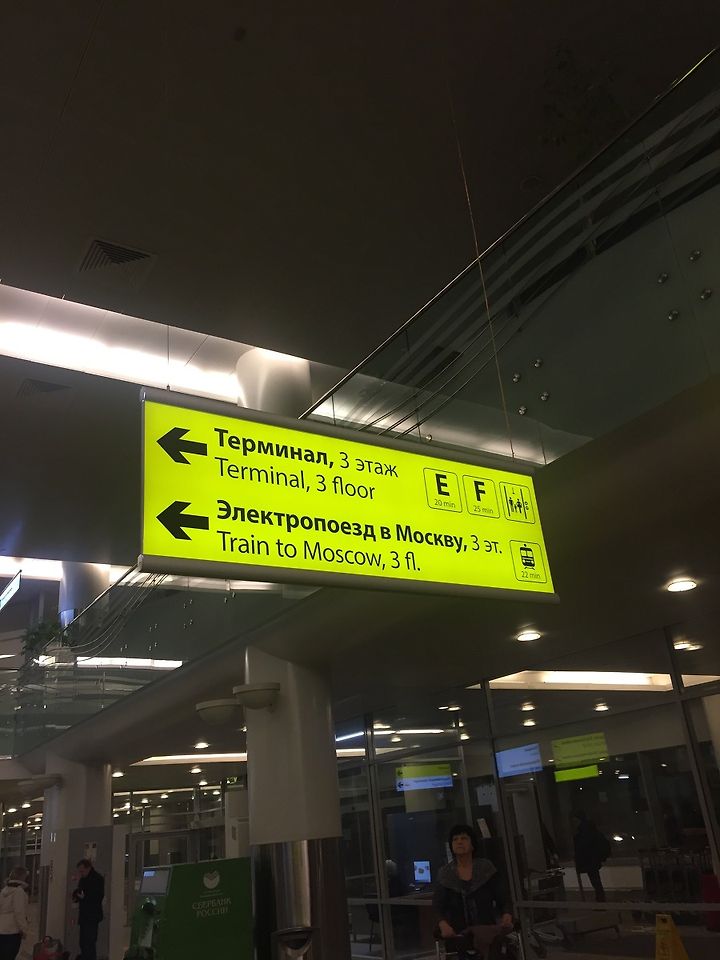 Терминал, 3 этаж
Terminal, 3 floor
E
20 min
F
25 min
Электропоезд в Москву, 3 эт.
Train to Moscow, 3 fl.
22 min
СБЕРБАНК
РОССИИ